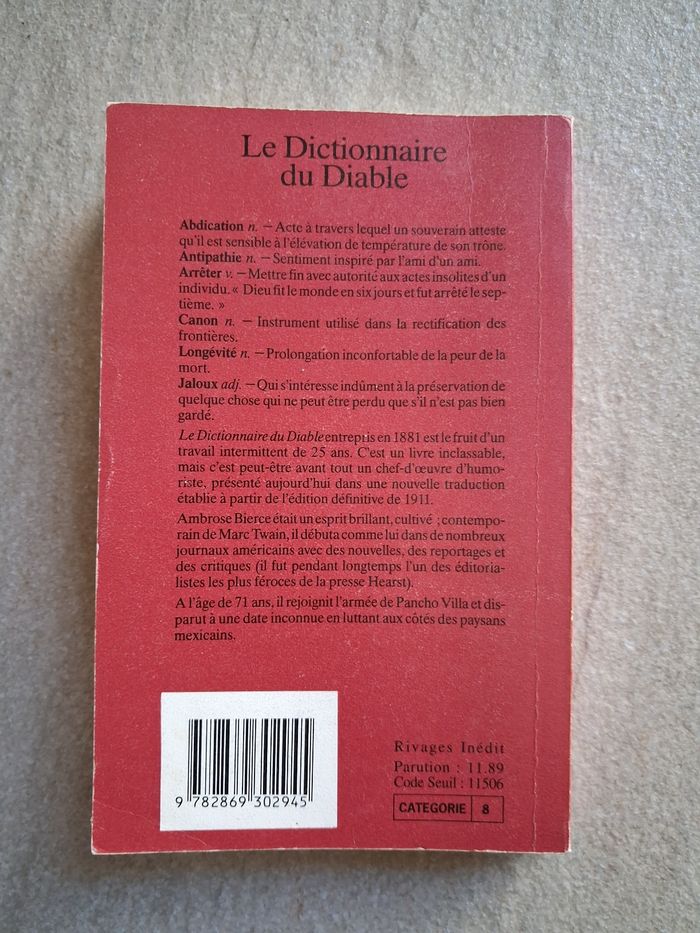 Le Dictionnaire
du Diable
Abdication n. — Acte à travers lequel un souverain atteste
qu'il est sensible à l'élévation de température de son trône.
Antipathie n. — Sentiment inspiré par l'ami d'un ami.
Arrêter v. — Mettre fin avec autorité aux actes insolites d'un
individu. « Dieu fit le monde en six jours et fut arrêté le sep-
tième. »
Canon n. — Instrument utilisé dans la rectification des
frontières.
Longévité n. — Prolongation inconfortable de la peur de la
mort.
Jaloux adj. — Qui s'intéresse indûment à la préservation de
quelque chose qui ne peut être perdu que s'il n'est pas bien
gardé.
Le Dictionnaire du Diable entrepris en 1881 est le fruit d'un
travail intermittent de 25 ans. C'est un livre inclassable,
mais c'est peut-être avant tout un chef-d'œuvre d'humo-
riste, présenté aujourd'hui dans une nouvelle traduction
établie à partir de l'édition définitive de 1911.
Ambrose Bierce était un esprit brillant, cultivé ; contempo-
rain de Marc Twain, il débuta comme lui dans de nombreux
journaux américains avec des nouvelles, des reportages et
des critiques (il fut pendant longtemps l'un des éditoria-
listes les plus féroces de la presse Hearst).
A l'âge de 71 ans, il rejoignit l'armée de Pancho Villa et dis-
parut à une date inconnue en luttant aux côtés des paysans
mexicains.
9 782869 302945
Rivages Inédit
Parution : 11.89
Code Seuil : 11506
CATEGORIE 8